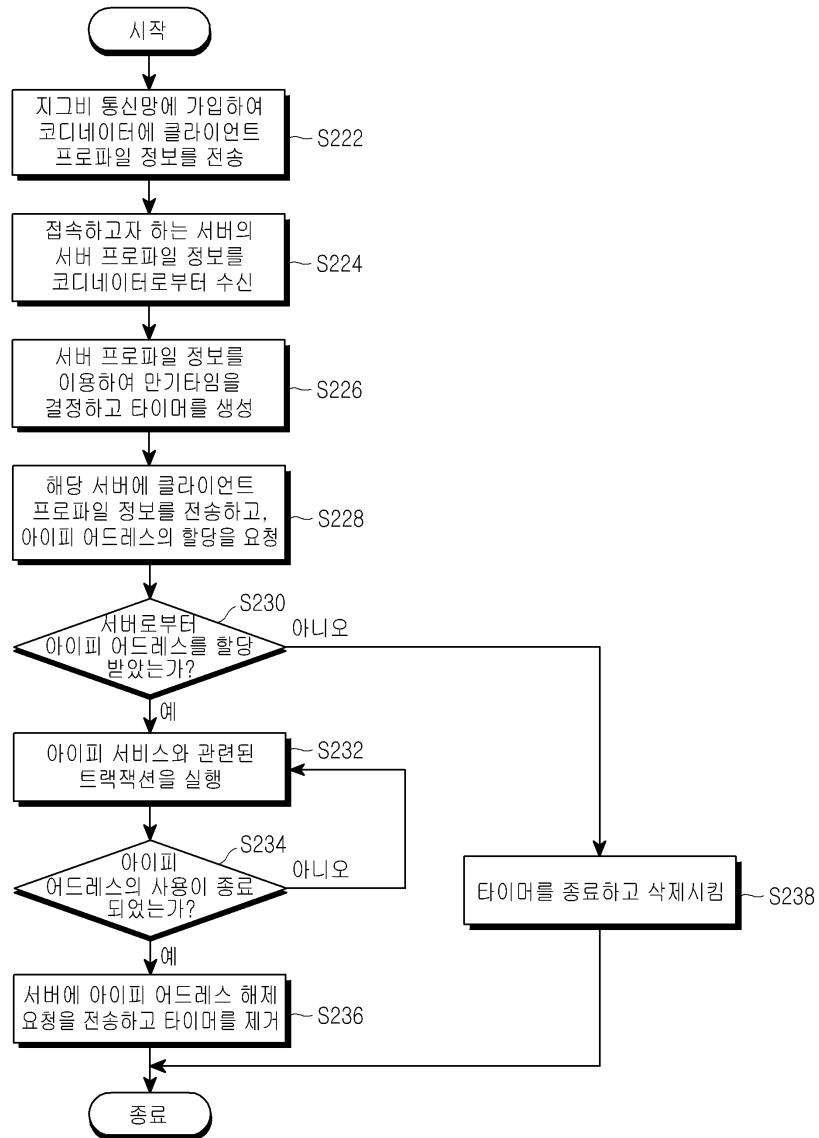 시작
지그비 통신망에 가입하여
코디네이터에 클라이언트
프로파일 정보를 전송
S222
접속하고자 하는 서버의
서버 프로파일 정보를
코디네이터로부터 수신
S224
서버 프로파일 정보를
이용하여 만기타임을
결정하고 타이머를 생성
S226
해당 서버에 클라이언트
프로파일 정보를 전송하고,
아이피 어드레스의 할당을 요청
S228
S230
서버로부터
아이피 어드레스를 할당
받았는가?
아니오
예
아이피 서비스와 관련된
트랙잭션을 실행
S232
S234
아이피
어드레스의 사용이 종료
되었는가?
아니오
예
타이머를 종료하고 삭제시킴
S238
서버에 아이피 어드레스 해제
요청을 전송하고 타이머를 제거
S236
종료